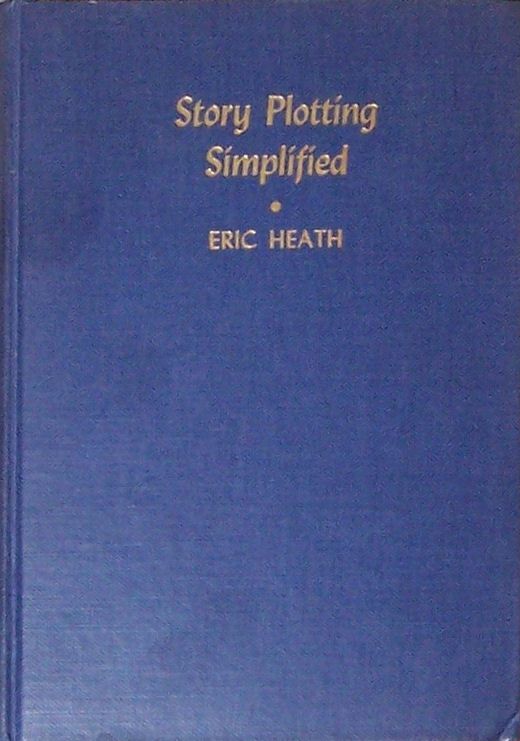 Story Plotting
Simplified
•
ERIC HEATH